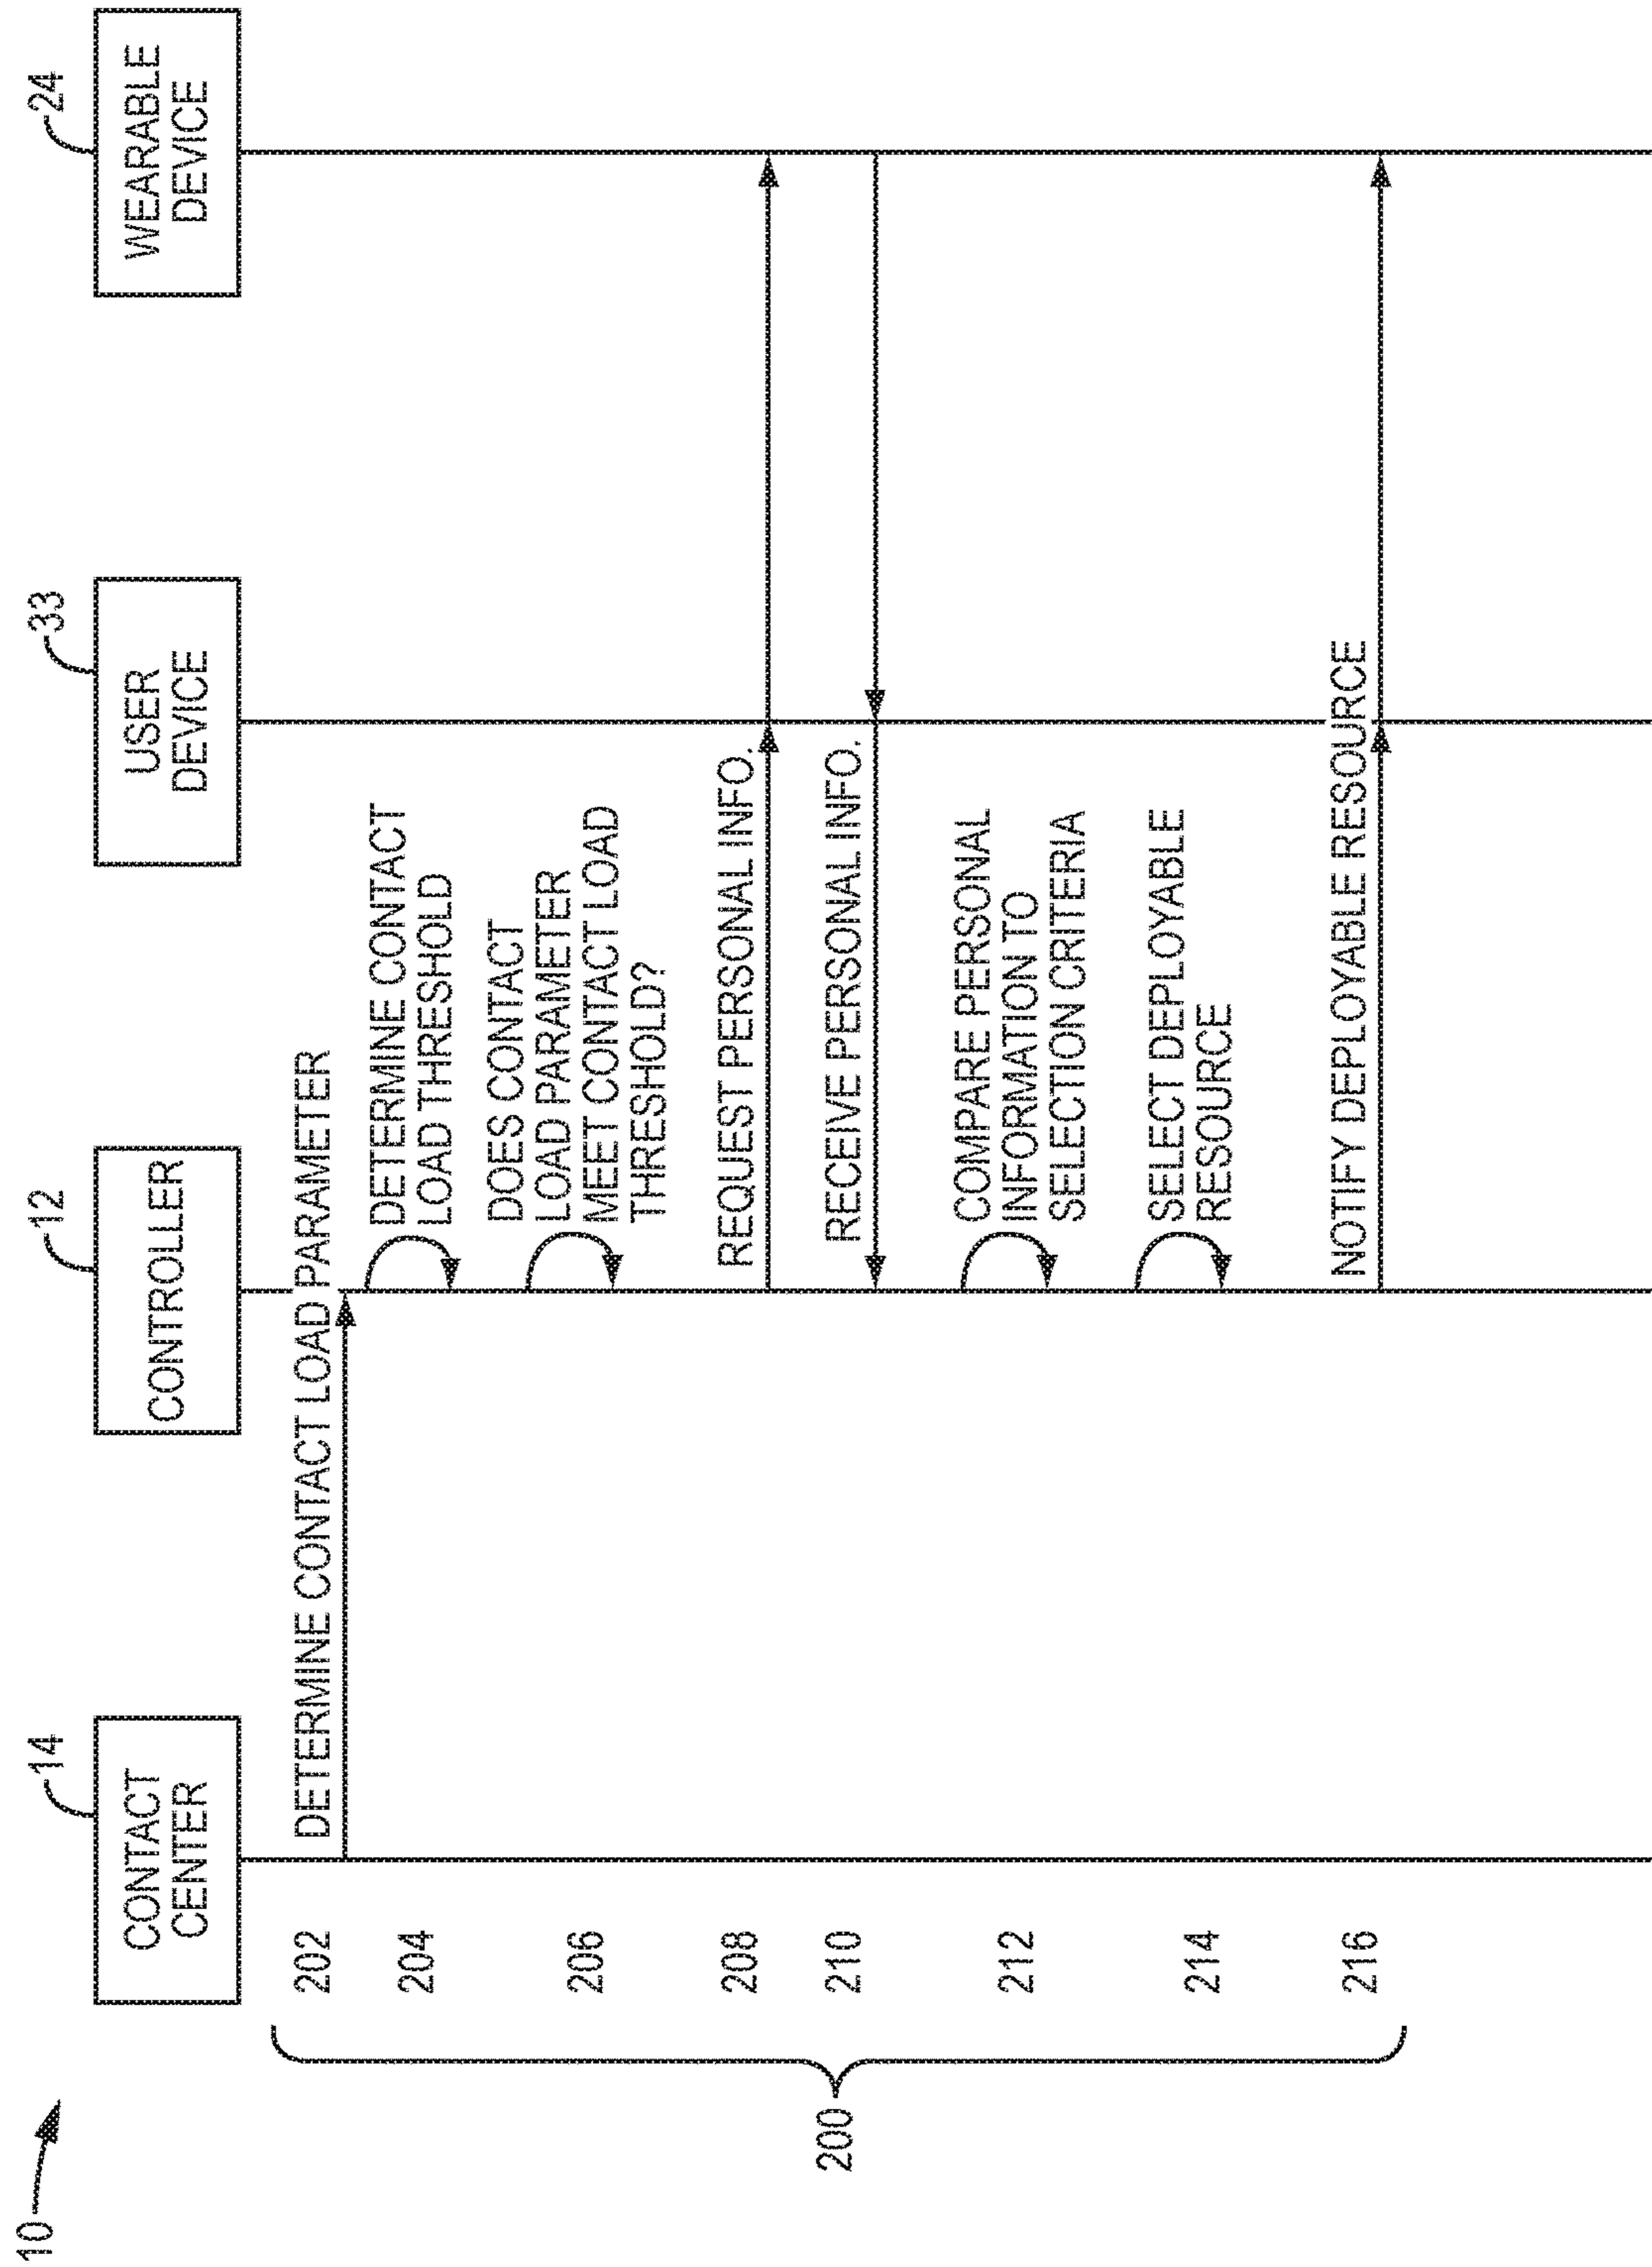 10
14
12
33
24
CONTACT
CENTER
CONTROLLER
USER
DEVICE
WEARABLE
DEVICE
200
202
DETERMINE CONTACT LOAD PARAMETER
204
DETERMINE CONTACT
LOAD THRESHOLD
206
DOES CONTACT
LOAD PARAMETER
MEET CONTACT LOAD
THRESHOLD?
208
REQUEST PERSONAL INFO.
210
RECEIVE PERSONAL INFO.
212
COMPARE PERSONAL
INFORMATION TO
SELECTION CRITERIA
214
SELECT DEPLOYABLE
RESOURCE
216
NOTIFY DEPLOYABLE RESOURCE